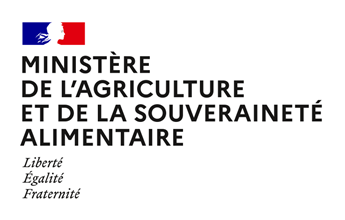 MINISTÈRE
DE L’AGRICULTURE
ET DE LA SOUVERAINETÉ
ALIMENTAIRE
Liberté
Égalité
Fraternité